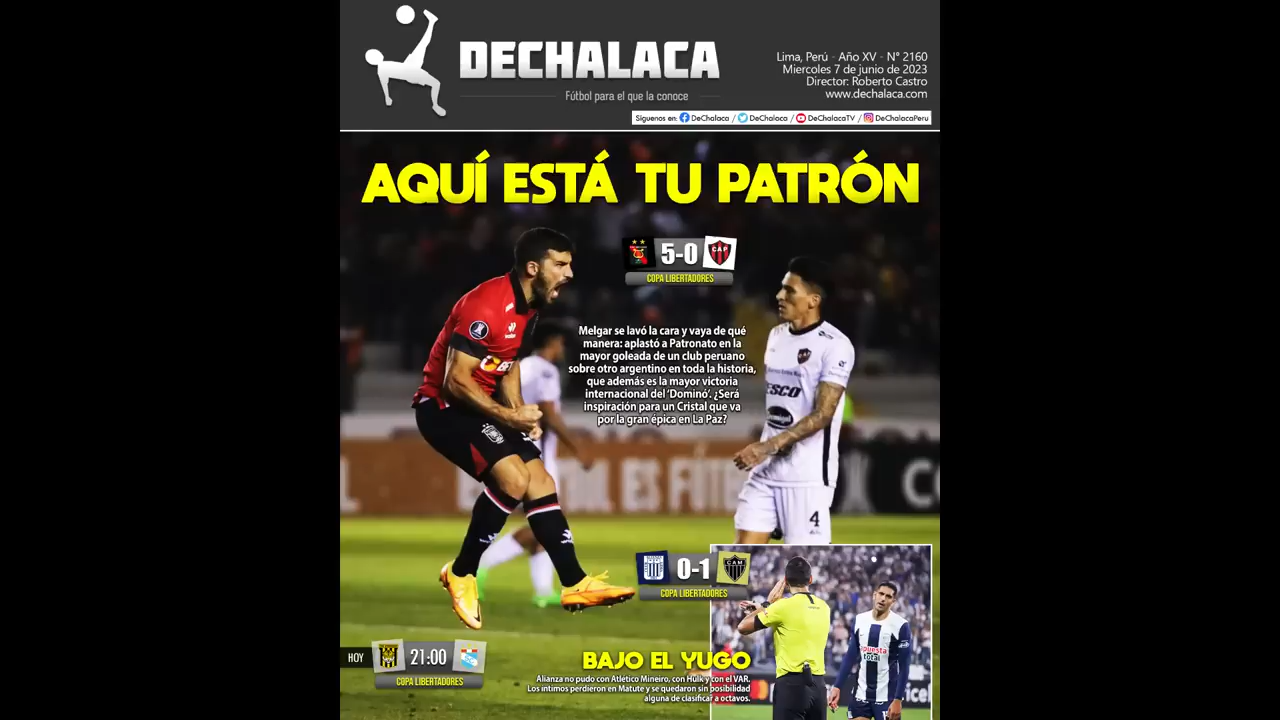 DECHALACA
Fútbol para el que la conoce
Lima, Perú - Año XV - N° 2160
Miercoles 7 de junio de 2023
Director: Roberto Castro
www.dechalaca.com
Síguenos en: DeChalaca / DeChalaca / DeChalacaTV / DeChalacaPeru
AQUÍ ESTÁ TU PATRÓN
5-0
CAP
COPA LIBERTADORES
Melgar se lavó la cara y vaya de qué
manera: aplastó a Patronato en la
mayor goleada de un club peruano
sobre otro argentino en toda la historia,
que además es la mayor victoria
internacional del 'Dominó'. ¿Será
inspiración para un Cristal que va
por la gran épica en La Paz?
4
0-1
CAM
COPA LIBERTADORES
HOY
21:00
COPA LIBERTADORES
BAJO EL YUGO
Alianza no pudo con Atlético Mineiro, con Hulk y con el VAR.
Los íntimos perdieron en Matute y se quedaron sin posibilidad
alguna de clasificar a octavos.
apuesta
total